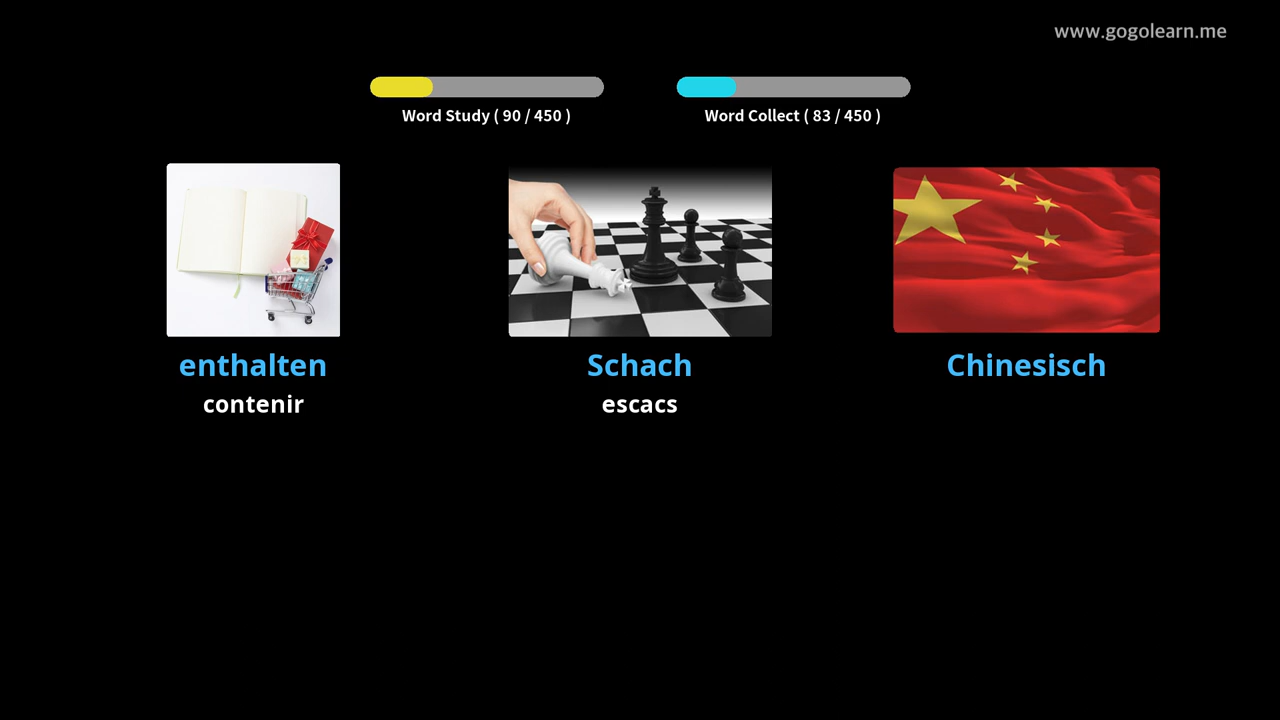 www.gogolearn.me
Word Study ( 90 / 450 )
Word Collect ( 83 / 450 )
enthalten
contenir
Schach
escacs
Chinesisch